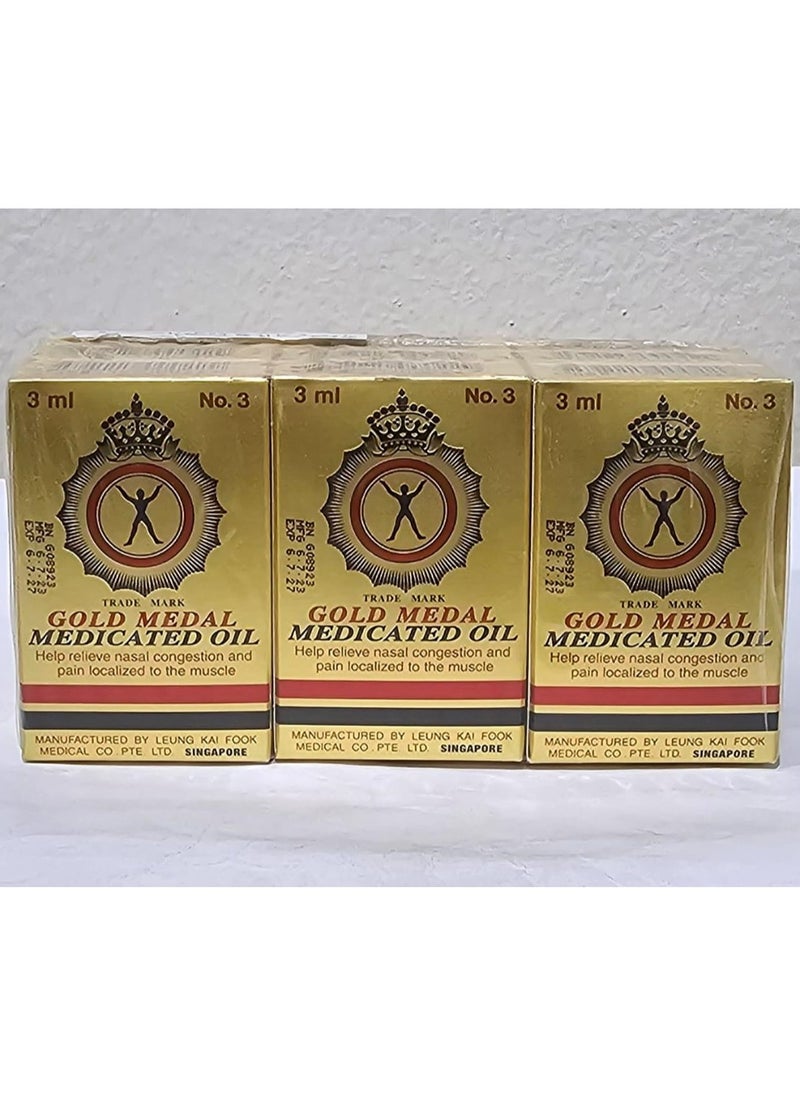 3 ml No. 3
BN G08923
MFG 6.7.23
EXP 6.7.27
TRADE MARK
GOLD MEDAL
MEDICATED OIL
Help relieve nasal congestion and
pain localized to the muscle
MANUFACTURED BY LEUNG KAI FOOK
MEDICAL CO. PTE. LTD. SINGAPORE
3 ml No. 3
BN G08923
MFG 6.7.23
EXP 6.7.27
TRADE MARK
GOLD MEDAL
MEDICATED OIL
Help relieve nasal congestion and
pain localized to the muscle
MANUFACTURED BY LEUNG KAI FOOK
MEDICAL CO. PTE. LTD. SINGAPORE
3 ml No. 3
BN G08923
MFG 6.7.23
EXP 6.7.27
TRADE MARK
GOLD MEDAL
MEDICATED OIL
Help relieve nasal congestion and
pain localized to the muscle
MANUFACTURED BY LEUNG KAI FOOK
MEDICAL CO. PTE. LTD. SINGAPORE